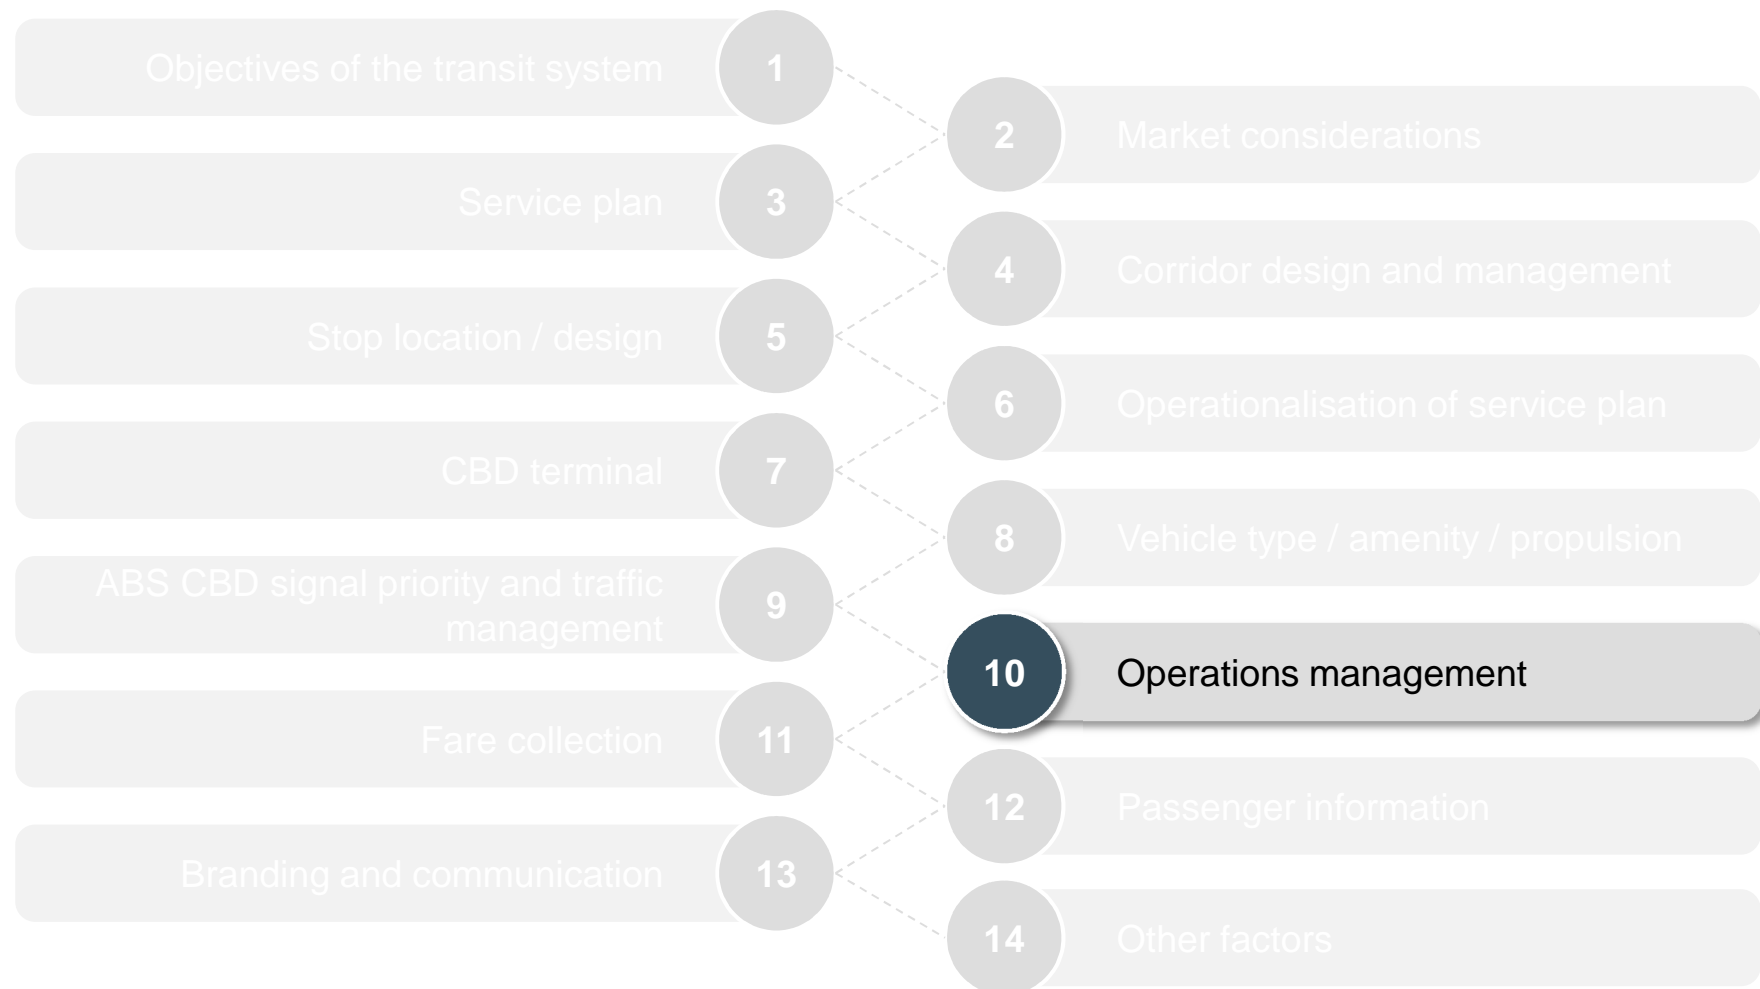 Objectives of the transit system
1
2
Market considerations
Service plan
3
4
Corridor design and management
Stop location / design
5
6
Operationalisation of service plan
CBD terminal
7
8
Vehicle type / amenity / propulsion
ABS CBD signal priority and traffic
management
9
10
Operations management
Fare collection
11
12
Passenger information
Branding and communication
13
14
Other factors